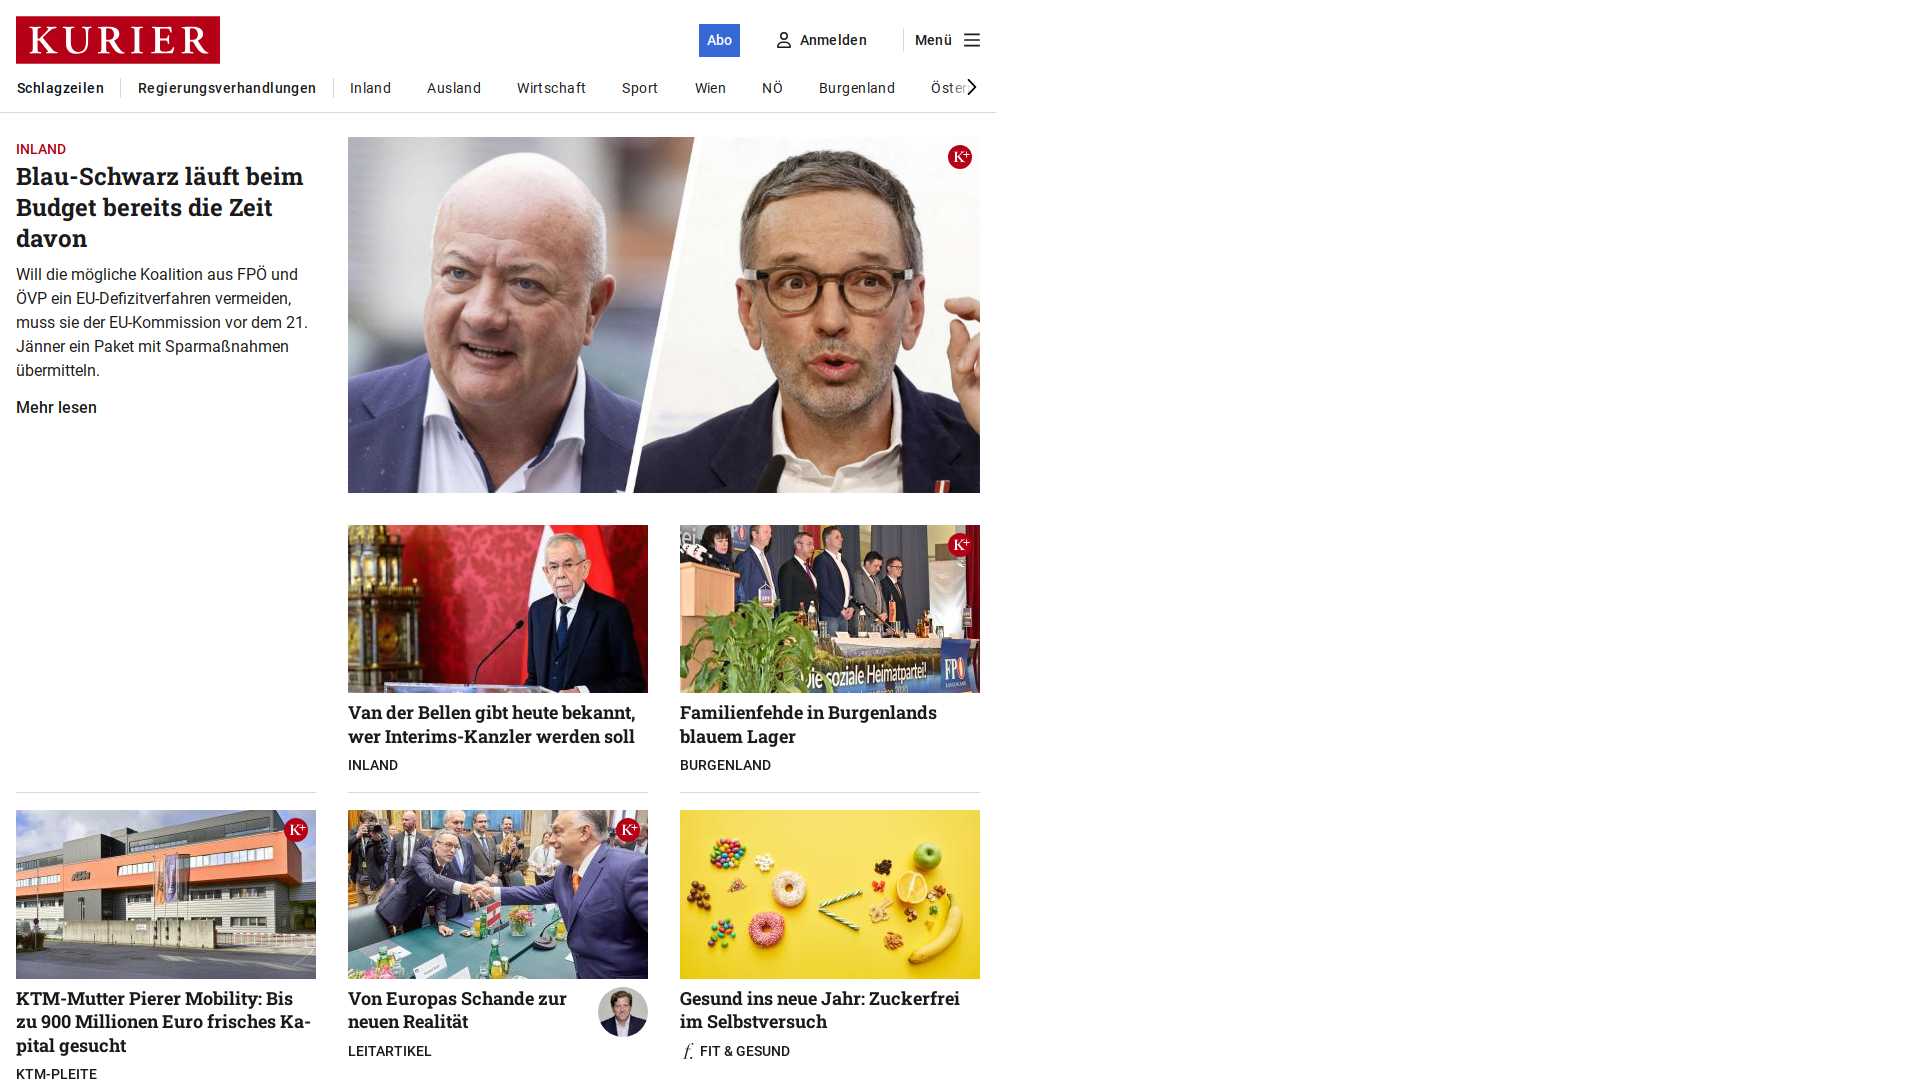 KURIER
Abo
Anmelden
Menü
Schlagzeilen
Regierungsverhandlungen
Inland
Ausland
Wirtschaft
Sport
Wien
NÖ
Burgenland
Öster
INLAND
Blau-Schwarz läuft beim
Budget bereits die Zeit
davon
Will die mögliche Koalition aus FPÖ und
ÖVP ein EU-Defizitverfahren vermeiden,
muss sie der EU-Kommission vor dem 21.
Jänner ein Paket mit Sparmaßnahmen
übermitteln.
Mehr lesen
K+
K+
Die soziale Heimatpartei!
FPÖ
Van der Bellen gibt heute bekannt,
wer Interims-Kanzler werden soll
INLAND
Familienfehde in Burgenlands
blauem Lager
BURGENLAND
K+
K+
KTM-Mutter Pierer Mobility: Bis
zu 900 Millionen Euro frisches Ka-
pital gesucht
KTM-PLEITE
Von Europas Schande zur
neuen Realität
LEITARTIKEL
Gesund ins neue Jahr: Zuckerfrei
im Selbstversuch
f. FIT & GESUND